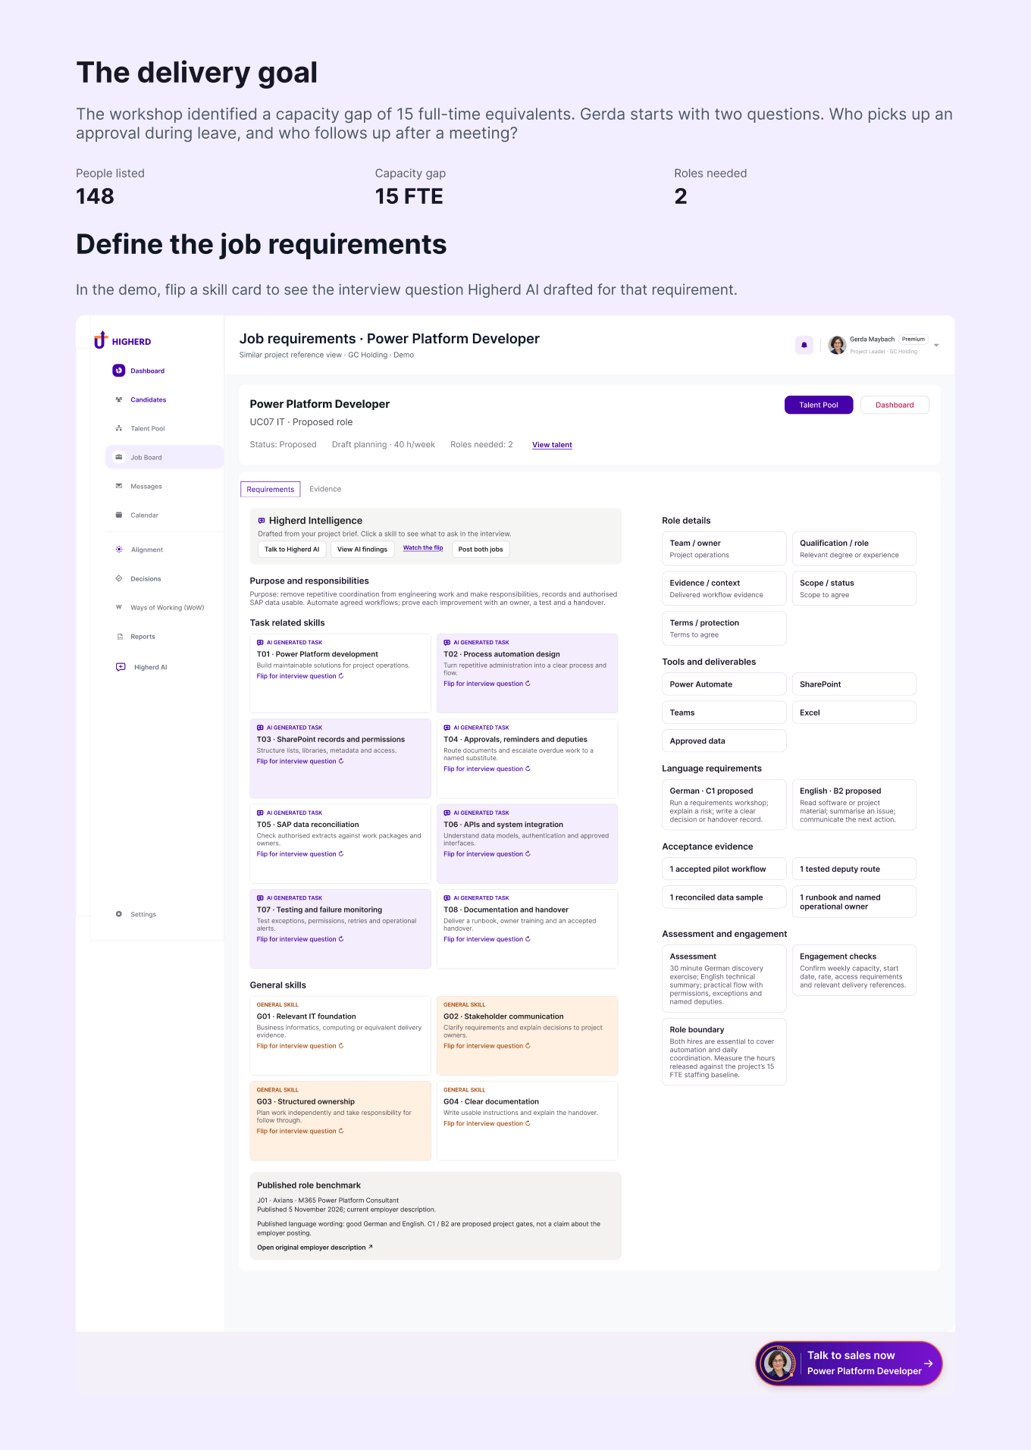 The delivery goal
The workshop identified a capacity gap of 15 full-time equivalents. Gerda starts with two questions. Who picks up an
approval during leave, and who follows up after a meeting?
People listed
148
Capacity gap
15 FTE
Roles needed
2
Define the job requirements
In the demo, flip a skill card to see the interview question Higherd AI drafted for that requirement.
HIGHERD
Dashboard
Candidates
Talent Pool
Job Board
Messages
Calendar
Alignment
Decisions
Ways of Working (WoW)
Reports
Higherd AI
Settings
Job requirements · Power Platform Developer
Similar project reference view · GC Holding · Demo
Gerda Maybach
Premium
Project Leader · GC Holding
Power Platform Developer
UC07 IT · Proposed role
Status: Proposed
Draft planning · 40 h/week
Roles needed: 2
View talent
Talent Pool
Dashboard
Requirements
Evidence
Higherd Intelligence
Drafted from your project brief. Click a skill to see what to ask in the interview.
Talk to Higherd AI
View AI findings
Watch the flip
Post both jobs
Purpose and responsibilities
Purpose: remove repetitive coordination from engineering work and make responsibilities, records and authorised
SAP data usable. Automate agreed workflows; prove each improvement with an owner, a test and a handover.
Task related skills
AI GENERATED TASK
T01 · Power Platform development
Build maintainable solutions for project operations.
Flip for interview question ↻
AI GENERATED TASK
T02 · Process automation design
Turn repetitive administration into a clear process and
flow.
Flip for interview question ↻
AI GENERATED TASK
T03 · SharePoint records and permissions
Structure lists, libraries, metadata and access.
Flip for interview question ↻
AI GENERATED TASK
T04 · Approvals, reminders and deputies
Route documents and escalate overdue work to a
named substitute.
Flip for interview question ↻
AI GENERATED TASK
T05 · SAP data reconciliation
Check authorised extracts against work packages and
owners.
Flip for interview question ↻
AI GENERATED TASK
T06 · APIs and system integration
Understand data models, authentication and approved
interfaces.
Flip for interview question ↻
AI GENERATED TASK
T07 · Testing and failure monitoring
Test exceptions, permissions, retries and operational
alerts.
Flip for interview question ↻
AI GENERATED TASK
T08 · Documentation and handover
Deliver a runbook, owner training and an accepted
handover.
Flip for interview question ↻
General skills
GENERAL SKILL
G01 · Relevant IT foundation
Business informatics, computing or equivalent delivery
evidence.
Flip for interview question ↻
GENERAL SKILL
G02 · Stakeholder communication
Clarify requirements and explain decisions to project
owners.
Flip for interview question ↻
GENERAL SKILL
G03 · Structured ownership
Plan work independently and take responsibility for
follow through.
Flip for interview question ↻
GENERAL SKILL
G04 · Clear documentation
Write usable instructions and explain the handover.
Flip for interview question ↻
Published role benchmark
J01 · Axians · M365 Power Platform Consultant
Published 5 November 2026; current employer description.
Published language wording: good German and English. C1 / B2 are proposed project gates, not a claim about the
employer posting.
Open original employer description ↗
Role details
Team / owner
Project operations
Qualification / role
Relevant degree or experience
Evidence / context
Delivered workflow evidence
Scope / status
Scope to agree
Terms / protection
Terms to agree
Tools and deliverables
Power Automate
SharePoint
Teams
Excel
Approved data
Language requirements
German · C1 proposed
Run a requirements workshop;
explain a risk; write a clear
decision or handover record.
English · B2 proposed
Read software or project
material; summarise an issue;
communicate the next action.
Acceptance evidence
1 accepted pilot workflow
1 tested deputy route
1 reconciled data sample
1 runbook and named
operational owner
Assessment and engagement
Assessment
30 minute German discovery
exercise; English technical
summary; practical flow with
permissions, exceptions and
named deputies.
Engagement checks
Confirm weekly capacity, start
date, rate, access requirements
and relevant delivery references.
Role boundary
Both hires are essential to cover
automation and daily
coordination. Measure the hours
released against the project's 15
FTE staffing baseline.
Talk to sales now
Power Platform Developer